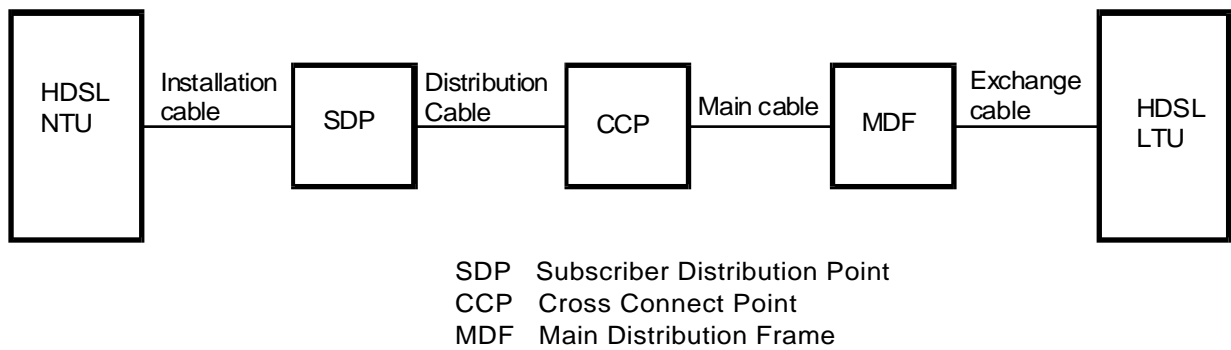 HDSL
NTU
Installation
cable
SDP
Distribution
Cable
CCP
Main cable
MDF
Exchange
cable
HDSL
LTU
SDP Subscriber Distribution Point
CCP Cross Connect Point
MDF Main Distribution Frame